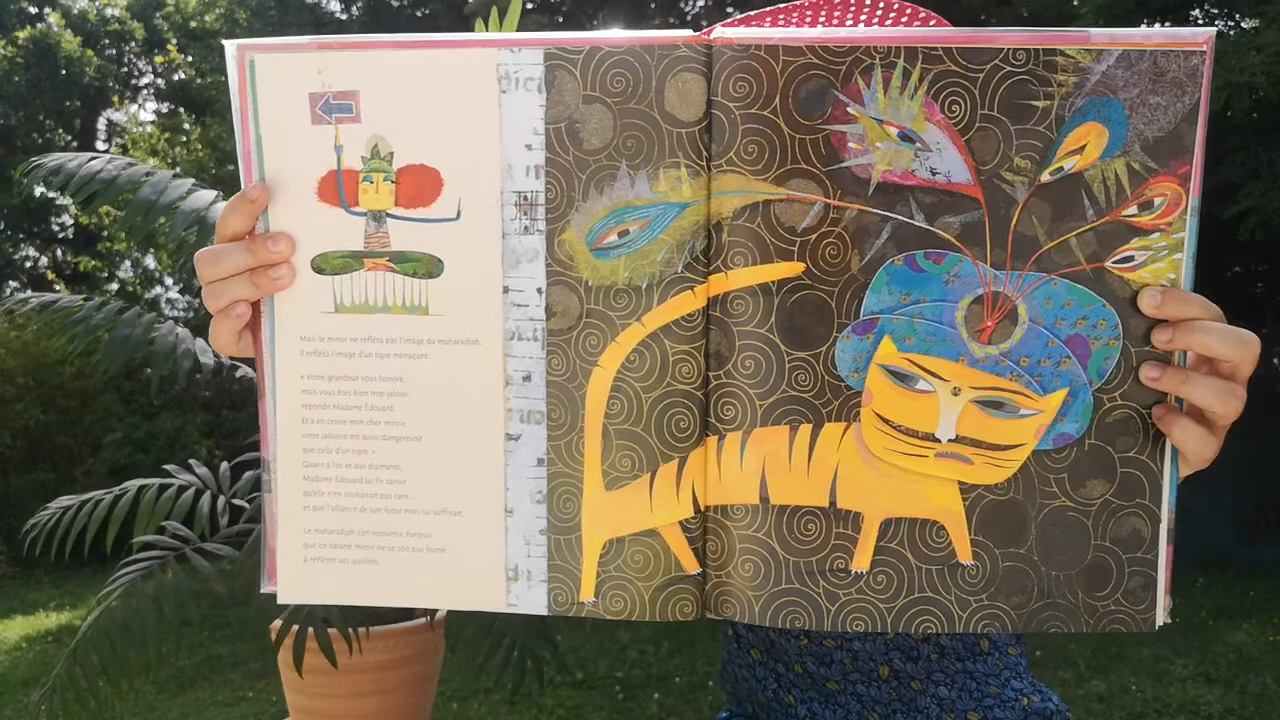 Mais le miroir ne refléta pas l'image du maharadjah.
Il refléta l'image d'un tigre menaçant.
« Votre grandeur vous honore,
mais vous êtes bien trop jaloux,
répondit Madame Édouard.
Et à en croire mon cher miroir,
votre jalousie est aussi dangereuse
que celle d'un tigre. »
Quant à l'or et aux diamants,
Madame Édouard lui fit savoir
qu'elle n'en souhaitait pas tant,
et que l'alliance de son futur mari lui suffirait.
Le maharadjah s'en retourna, furieux
que ce satané miroir ne se soit pas borné
à refléter ses qualités.